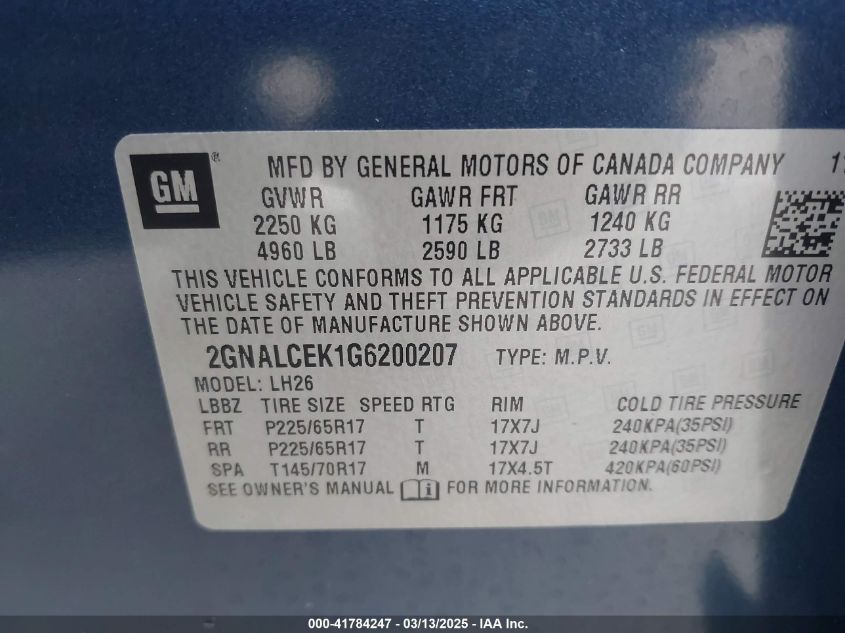 GM ® MFD BY GENERAL MOTORS OF CANADA COMPANY
GVWR GAWR FRT GAWR RR
2250 KG 1175 KG 1240 KG
4960 LB 2590 LB 2733 LB
THIS VEHICLE CONFORMS TO ALL APPLICABLE U.S. FEDERAL MOTOR
VEHICLE SAFETY AND THEFT PREVENTION STANDARDS IN EFFECT ON
THE DATE OF MANUFACTURE SHOWN ABOVE.
2GNALCEK1G6200207 TYPE: M.P.V.
MODEL: LH26
LBBZ TIRE SIZE SPEED RTG RIM COLD TIRE PRESSURE
FRT P225/65R17 T 17X7J 240KPA(35PSI)
RR P225/65R17 T 17X7J 240KPA(35PSI)
SPA T145/70R17 M 17X4.5T 420KPA(60PSI)
SEE OWNER'S MANUAL FOR MORE INFORMATION.
000-41784247 - 03/13/2025 - IAA Inc.